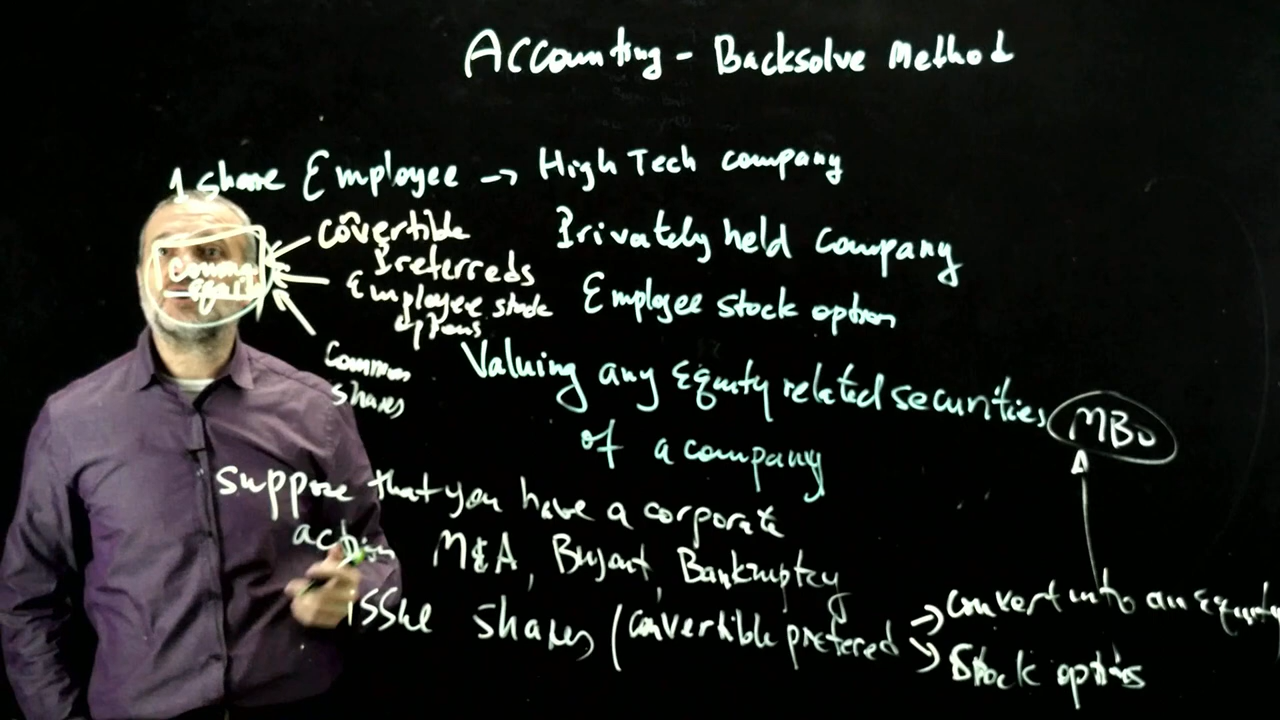 Accounting - Backsolve Method
1 share Employee → High Tech company
Covertible
Preferreds
Privately held company
Common
Equity
Employee stock
options
Employee stock option
Common
shares
Valuing any Equity related securities
of a company
MBO
suppose that you have a corporate
action M&A, Buyout, Bankruptcy
issue shares / convertible prefered
→ convert into an equity
→ Stock options